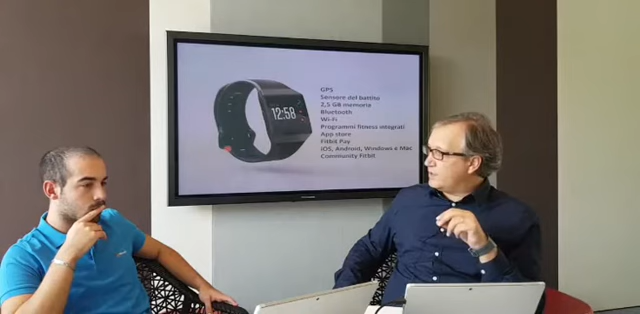 12:58
GPS
Sensore del battito
2,5 GB memoria
Bluetooth
Wi-Fi
Programmi fitness integrati
App store
Fitbit Pay
iOS, Android, Windows e Mac
Community Fitbit